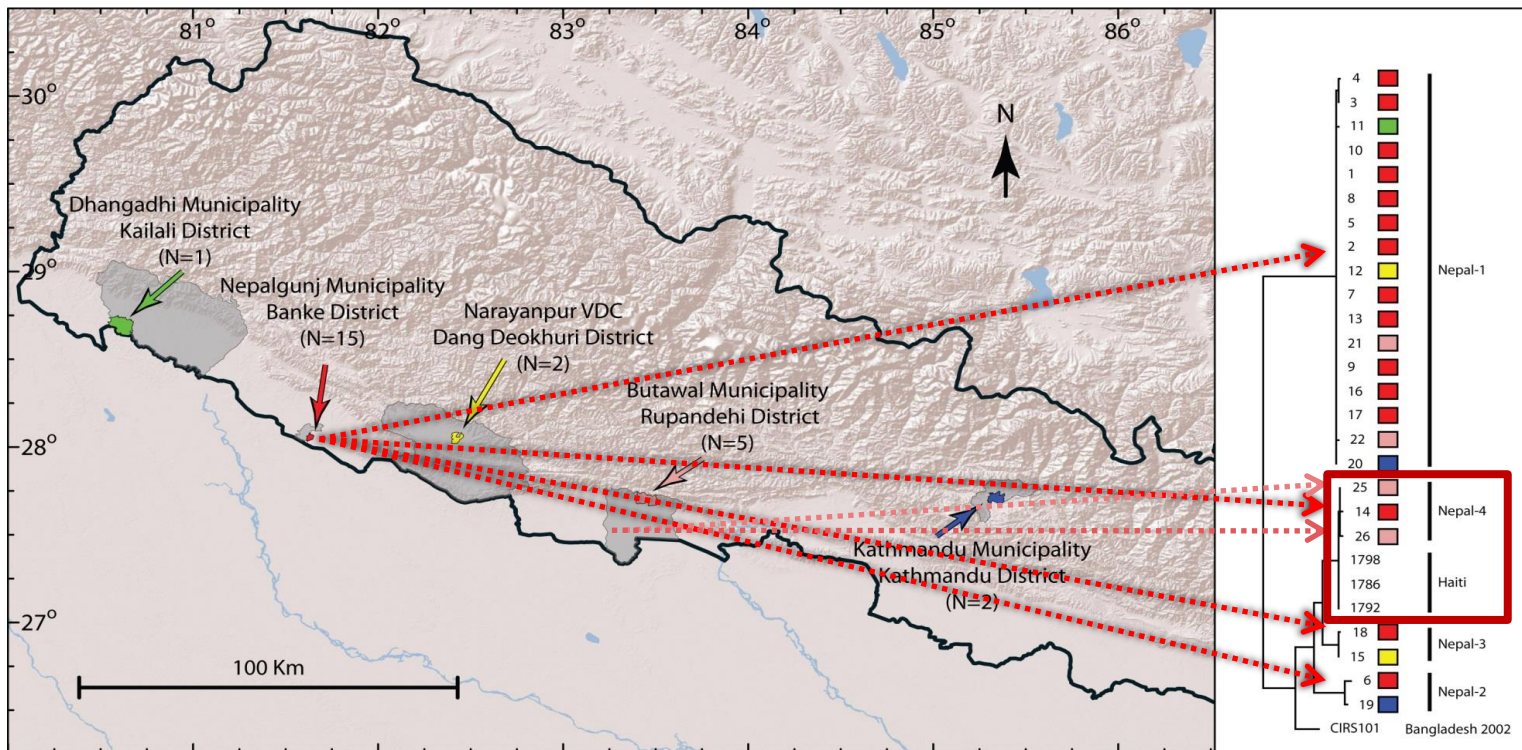 81°
82°
83°
84°
85°
86°
30°
29°
28°
27°
N
Dhangadhi Municipality
Kailali District
(N=1)
Nepalgunj Municipality
Banke District
(N=15)
Narayanpur VDC
Dang Deokhuri District
(N=2)
Butawal Municipality
Rupandehi District
(N=5)
Kathmandu Municipality
Kathmandu District
(N=2)
100 Km
4
3
11
10
1
8
5
2
12
7
13
21
9
16
17
22
20
Nepal-1
25
14
26
Nepal-4
1798
1786
1792
Haiti
18
15
Nepal-3
6
19
Nepal-2
CIRS101 Bangladesh 2002